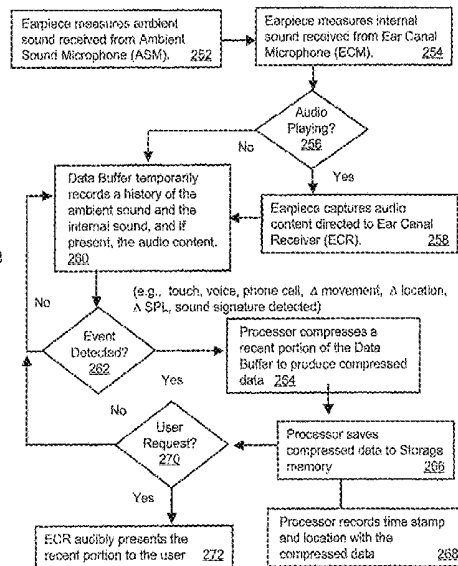 Earpiece measures ambient
sound received from Ambient
Sound Microphone (ASM). 252
Earpiece measures internal
sound received from Ear Canal
Microphone (ECM). 254
Audio
Playing?
256
No
Yes
Data Buffer temporarily
records a history of the
ambient sound and the
internal sound, and if
present, the audio content.
260
Earpiece captures audio
content directed to Ear Canal
Receiver (ECR). 258
(e.g., touch, voice, phone call, Δ movement, Δ location,
Δ SPL, sound signature detected)
No
Event
Detected?
262
Yes
Processor compresses a
recent portion of the Data
Buffer to produce compressed
data 264
No
User
Request?
270
Yes
Processor saves
compressed data to Storage
memory 266
ECR audibly presents the
recent portion to the user 272
Processor records time stamp
and location with the
compressed data 268